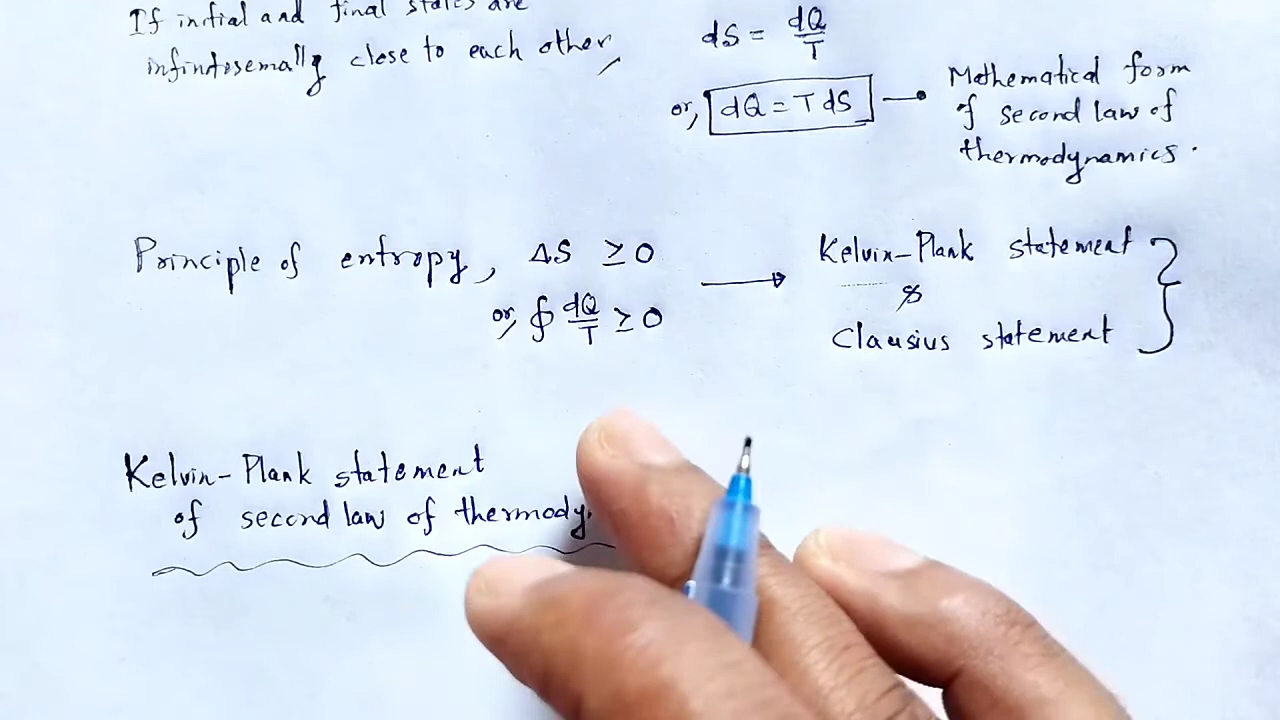 If initial and final states are
infinitosemally close to each other,
dS = dQ/T
or, dQ = T dS → Mathematical form
of second law of
thermodynamics.
Principle of entropy, ΔS ≥ 0 → Kelvin-Plank statement
or, ∮ dQ/T ≥ 0
&
Clausius statement
Kelvin-Plank statement
of second law of thermody.